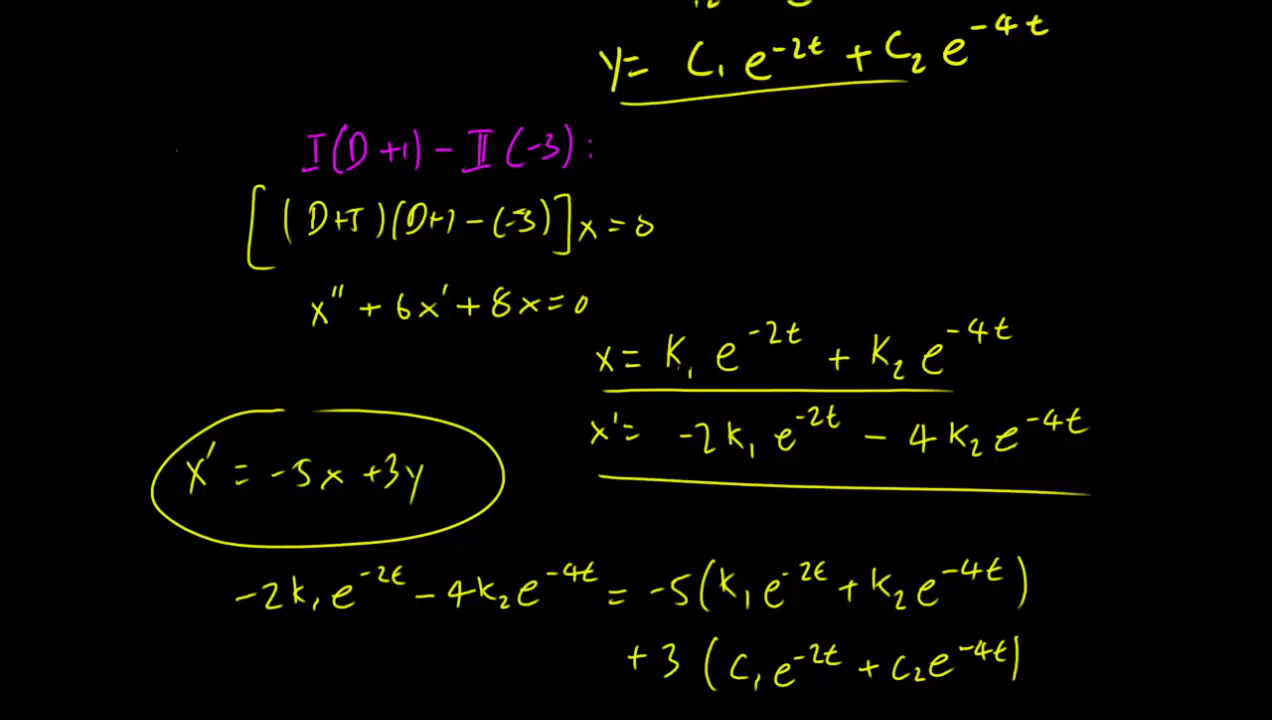 y = C₁ e^{-2t} + C₂ e^{-4t}
I (D+1) - II (-3) :
[ (D+5)(D+1 - (-3) ] x = 0
x'' + 6x' + 8x = 0
x = K₁ e^{-2t} + K₂ e^{-4t}
x' = -2k₁ e^{-2t} - 4k₂ e^{-4t}
x' = -5x + 3y
-2k₁ e^{-2t} - 4k₂ e^{-4t} = -5 (k₁ e^{-2t} + k₂ e^{-4t})
+ 3 (c₁ e^{-2t} + c₂ e^{-4t})